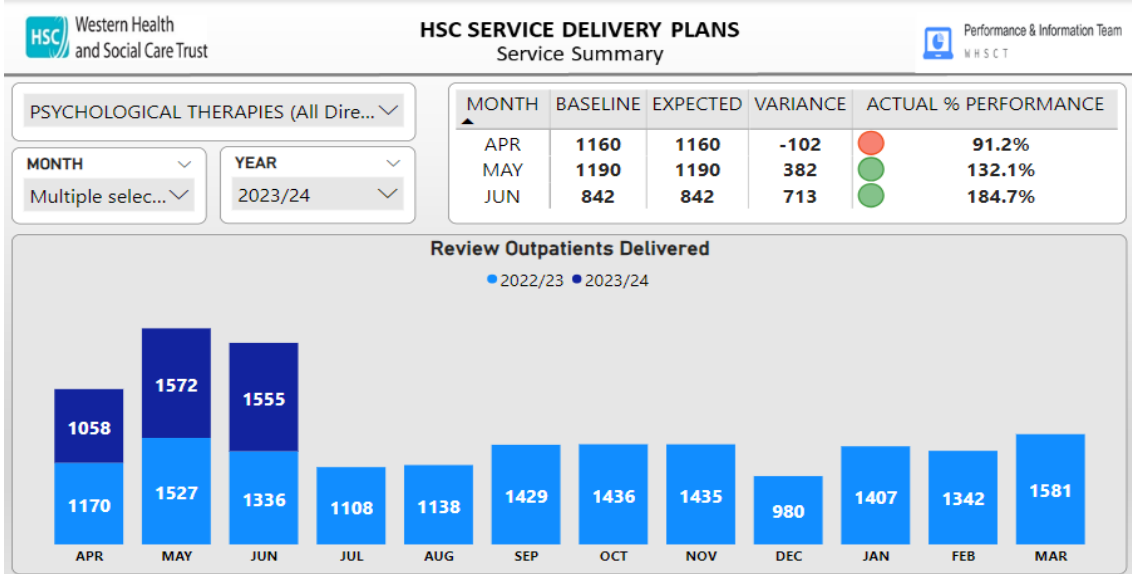 HSC
Western Health
and Social Care Trust
HSC SERVICE DELIVERY PLANS
Service Summary
Performance & Information Team
WHSCT
PSYCHOLOGICAL THERAPIES (All Dire...
MONTH
Multiple selec...
YEAR
2023/24
MONTH BASELINE EXPECTED VARIANCE ACTUAL % PERFORMANCE
APR 1160 1160 -102 91.2%
MAY 1190 1190 382 132.1%
JUN 842 842 713 184.7%
Review Outpatients Delivered
2022/23 2023/24
1572
1555
1058
1170 1527 1336 1108 1138 1429 1436 1435 980 1407 1342 1581
APR MAY JUN JUL AUG SEP OCT NOV DEC JAN FEB MAR